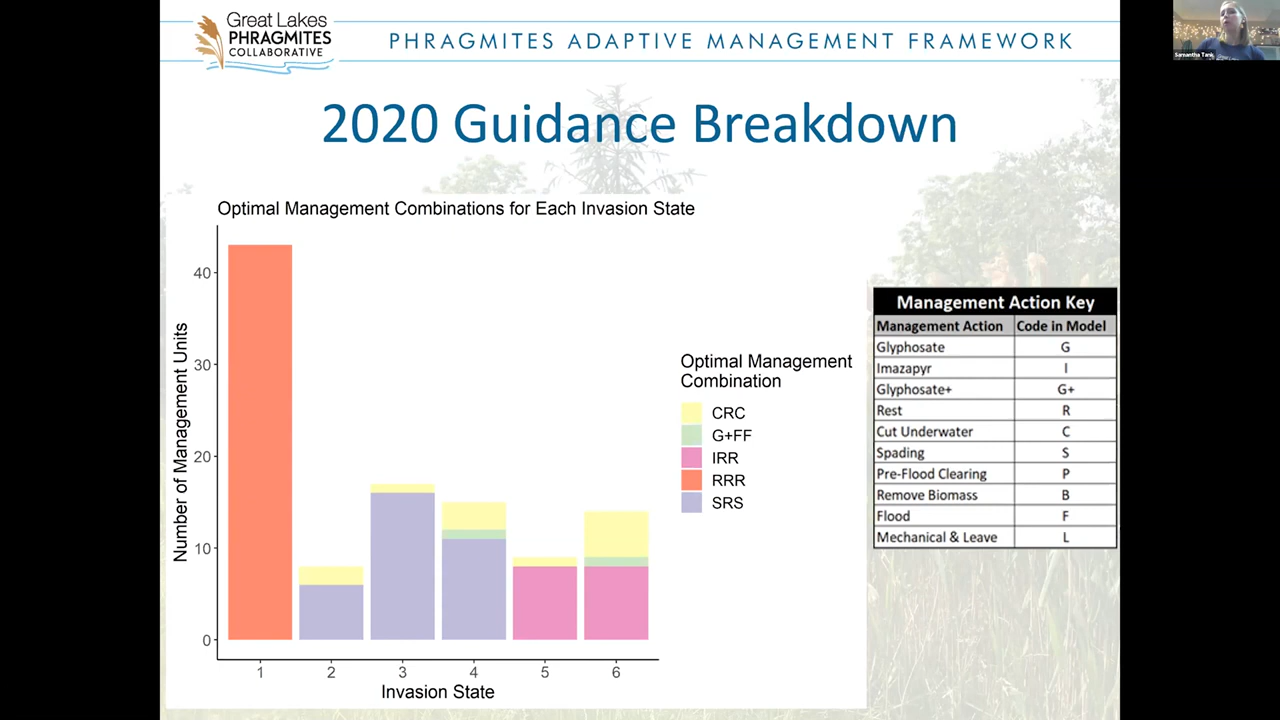 Great Lakes
PHRAGMITES
COLLABORATIVE
PHRAGMITES ADAPTIVE MANAGEMENT FRAMEWORK
Samantha Tank
2020 Guidance Breakdown
Optimal Management Combinations for Each Invasion State
Number of Management Units
40
30
20
10
0
1 2 3 4 5 6
Invasion State
Optimal Management
Combination
CRC
G+FF
IRR
RRR
SRS
Management Action Key
Management Action Code in Model
Glyphosate G
Imazapyr I
Glyphosate+ G+
Rest R
Cut Underwater C
Spading S
Pre-Flood Clearing P
Remove Biomass B
Flood F
Mechanical & Leave L